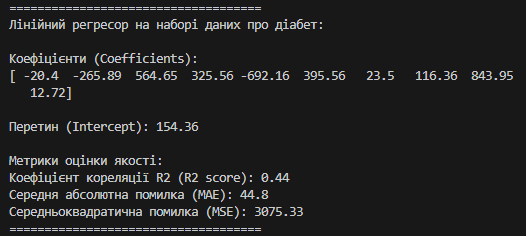 ====================================
Лінійний регресор на наборі даних про діабет:
Коефіцієнти (Coefficients):
[ -20.4  -265.89  564.65  325.56 -692.16  395.56   23.5   116.36  843.95
   12.72]
Перетин (Intercept): 154.36
Метрики оцінки якості:
Коефіцієнт кореляції R2 (R2 score): 0.44
Середня абсолютна помилка (MAE): 44.8
Середньоквадратична помилка (MSE): 3075.33
====================================